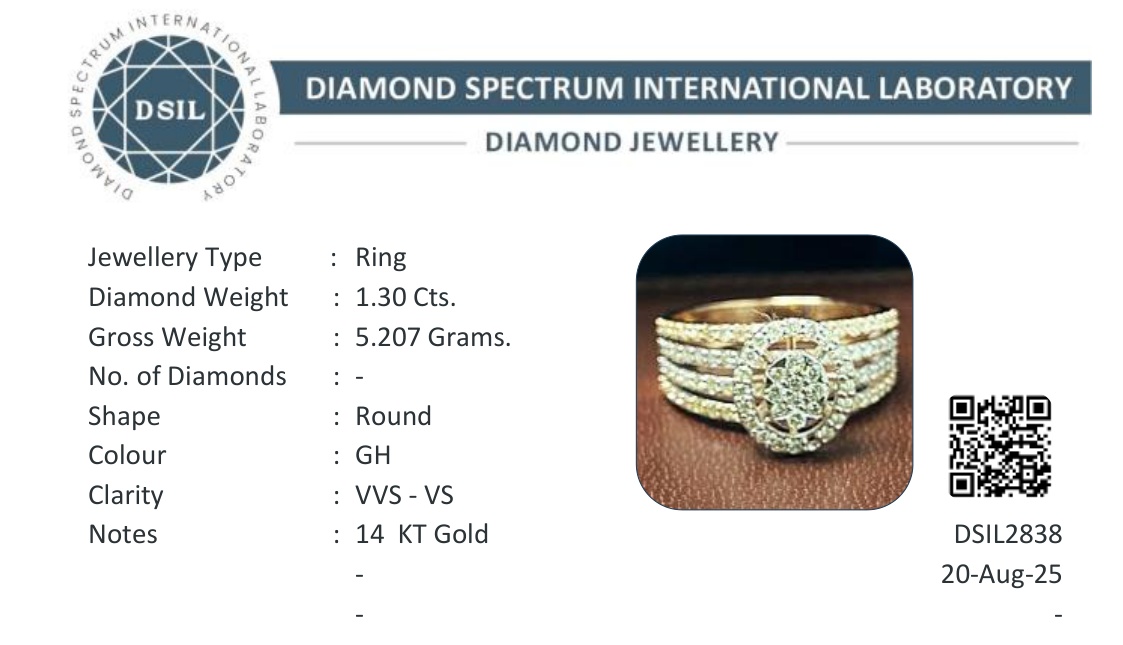 DIAMOND SPECTRUM INTERNATIONAL LABORATORY
DSIL
DIAMOND SPECTRUM INTERNATIONAL LABORATORY
DIAMOND JEWELLERY
Jewellery Type : Ring
Diamond Weight : 1.30 Cts.
Gross Weight : 5.207 Grams.
No. of Diamonds : -
Shape : Round
Colour : GH
Clarity : VVS - VS
Notes : 14 KT Gold
-
-
DSIL2838
20-Aug-25
-